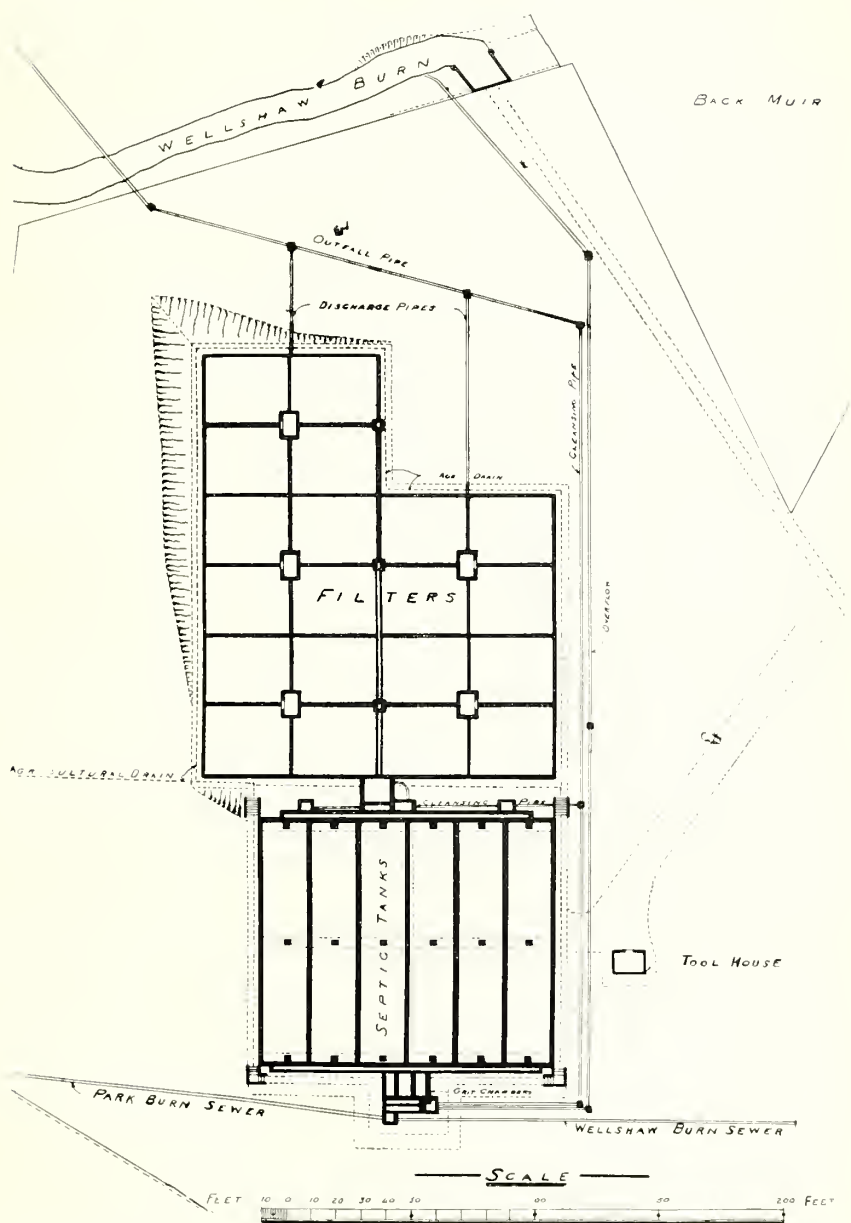 WELLSHAW BURN
BACK MUIR
OUTFALL PIPE
DISCHARGE PIPES
CLEANSING PIPE
AGR DRAIN
FILTERS
OVERFLOW
AGRICULTURAL DRAIN
CLEANSING PIPE
SEPTIC TANKS
TOOL HOUSE
GRIT CHAMBERS
PARK BURN SEWER
WELLSHAW BURN SEWER
SCALE
FEET 10 0 10 20 30 40 50 00 50 200 FEET